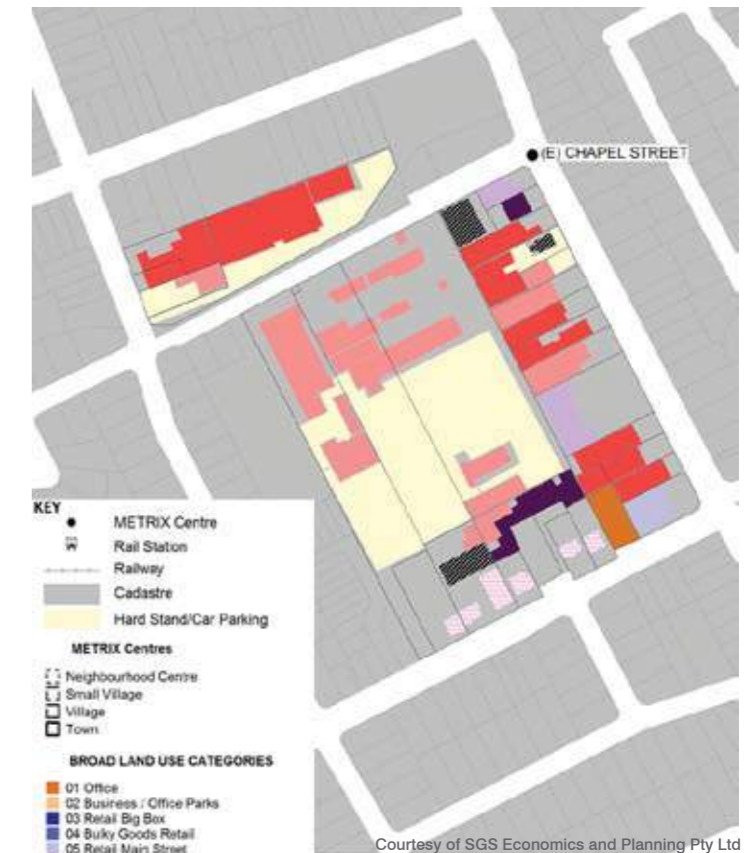 (E) CHAPEL STREET
KEY
METRIX Centre
Rail Station
Railway
Cadastre
Hard Stand/Car Parking
METRIX Centres
Neighbourhood Centre
Small Village
Village
Town
BROAD LAND USE CATEGORIES
01 Office
02 Business / Office Parks
03 Retail Big Box
04 Bulky Goods Retail
05 Retail Main Street
Courtesy of SGS Economics and Planning Pty Ltd